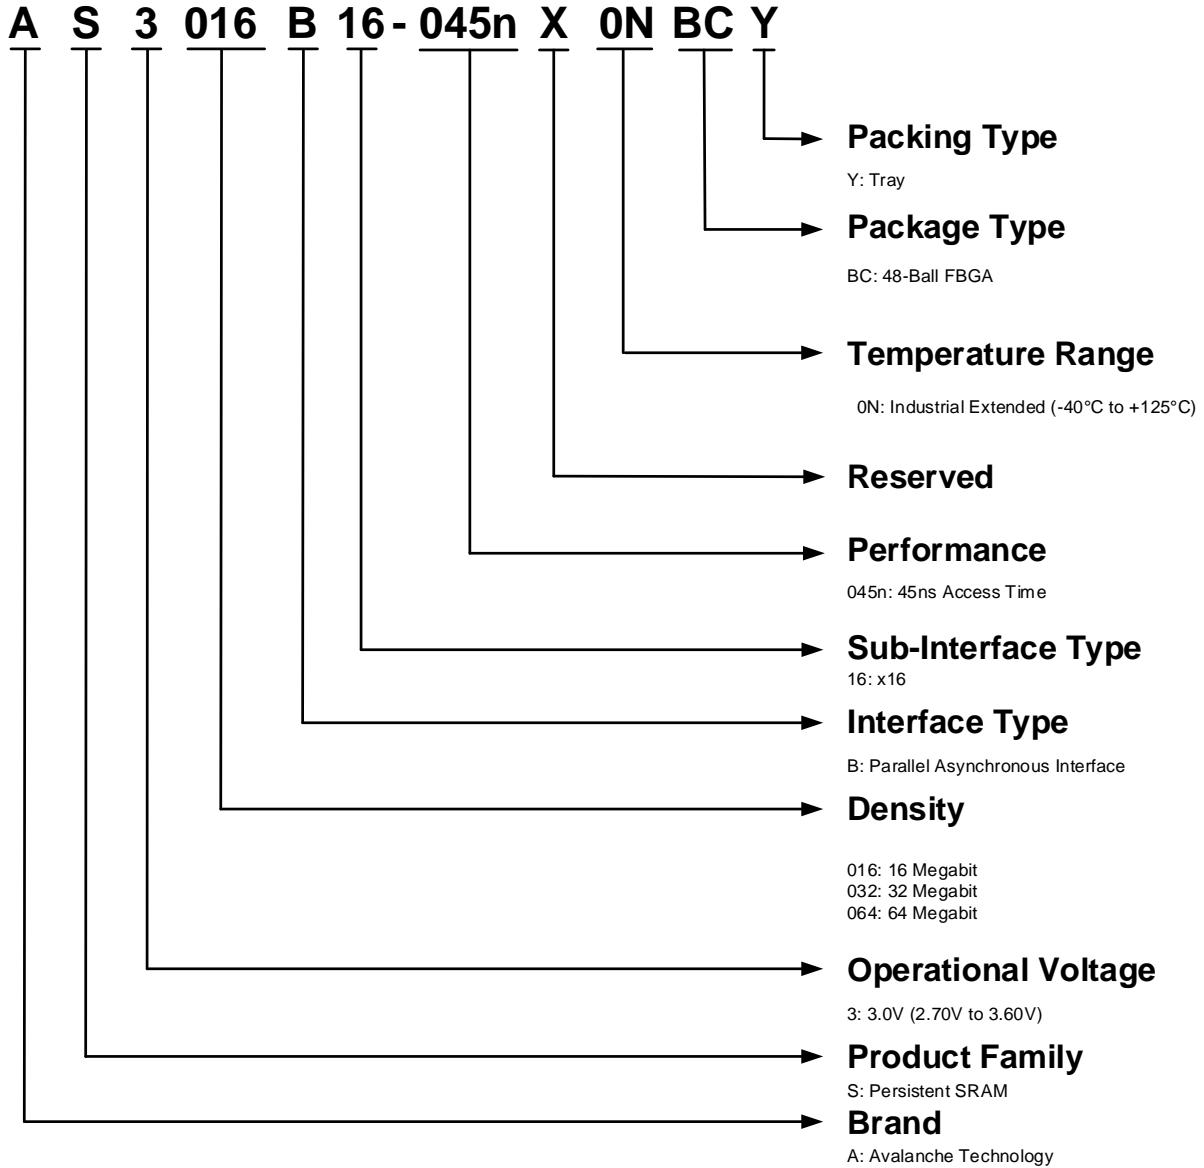 A S 3 016 B 16 - 045n X 0N BC Y
Packing Type
Y: Tray
Package Type
BC: 48-Ball FBGA
Temperature Range
0N: Industrial Extended (-40°C to +125°C)
Reserved
Performance
045n: 45ns Access Time
Sub-Interface Type
16: x16
Interface Type
B: Parallel Asynchronous Interface
Density
016: 16 Megabit
032: 32 Megabit
064: 64 Megabit
Operational Voltage
3: 3.0V (2.70V to 3.60V)
Product Family
S: Persistent SRAM
Brand
A: Avalanche Technology